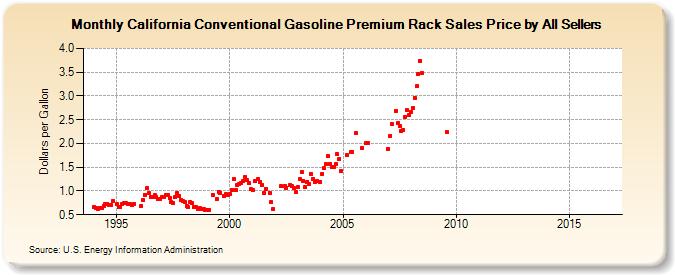 Monthly California Conventional Gasoline Premium Rack Sales Price by All Sellers
Dollars per Gallon
4.0
3.5
3.0
2.5
2.0
1.5
1.0
0.5
1995 2000 2005 2010 2015
Source: U.S. Energy Information Administration